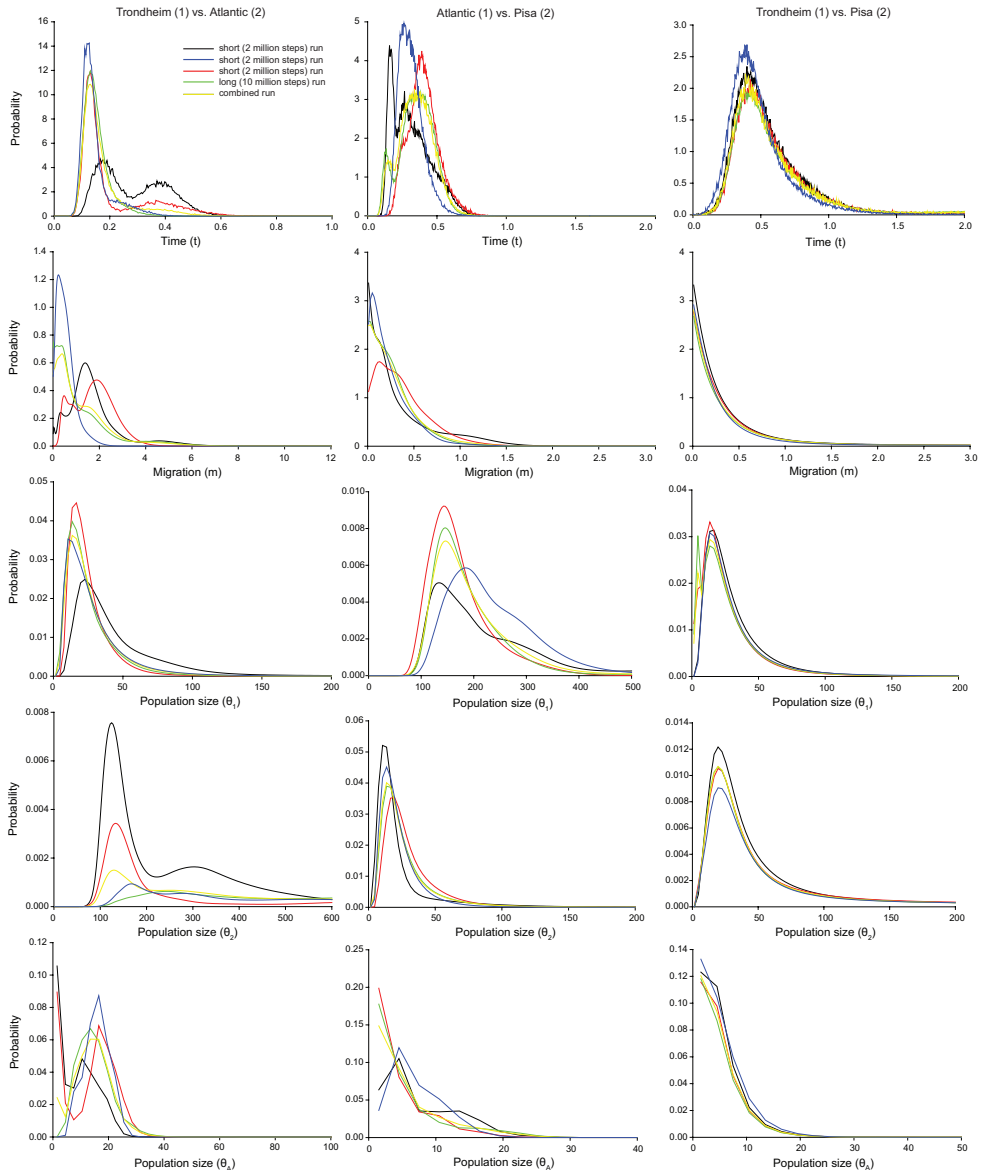 Trondheim (1) vs. Atlantic (2)
Atlantic (1) vs. Pisa (2)
Trondheim (1) vs. Pisa (2)
short (2 million steps) run
short (2 million steps) run
short (2 million steps) run
long (10 million steps) run
combined run
Probability
16
14
12
10
8
6
4
2
0
0.0 0.2 0.4 0.6 0.8 1.0
Time (t)
5
4
3
2
1
0
0.0 0.5 1.0 1.5 2.0
Time (t)
3.0
2.5
2.0
1.5
1.0
0.5
0.0
0.0 0.5 1.0 1.5 2.0
Time (t)
Probability
1.4
1.2
1.0
0.8
0.6
0.4
0.2
0.0
0 2 4 6 8 10 12
Migration (m)
4
3
2
1
0
0.0 0.5 1.0 1.5 2.0 2.5 3.0
Migration (m)
4
3
2
1
0
0.0 0.5 1.0 1.5 2.0 2.5 3.0
Migration (m)
Probability
0.05
0.04
0.03
0.02
0.01
0.00
0 50 100 150 200
Population size (θ₁)
0.010
0.008
0.006
0.004
0.002
0.00
0 100 200 300 400 500
Population size (θ₁)
0.04
0.03
0.02
0.01
0.00
0 50 100 150 200
Population size (θ₁)
Probability
0.008
0.006
0.004
0.002
0.000
0 100 200 300 400 500 600
Population size (θ₂)
0.06
0.05
0.04
0.03
0.02
0.01
0.00
0 50 100 150 200
Population size (θ₂)
0.014
0.012
0.010
0.008
0.006
0.004
0.002
0.000
0 50 100 150 200
Population size (θ₂)
Probability
0.12
0.10
0.08
0.06
0.04
0.02
0.00
0 20 40 60 80 100
Population size (θA)
0.25
0.20
0.15
0.10
0.05
0.00
0 10 20 30 40
Population size (θA)
0.14
0.12
0.10
0.08
0.06
0.04
0.02
0.00
0 10 20 30 40 50
Population size (θA)